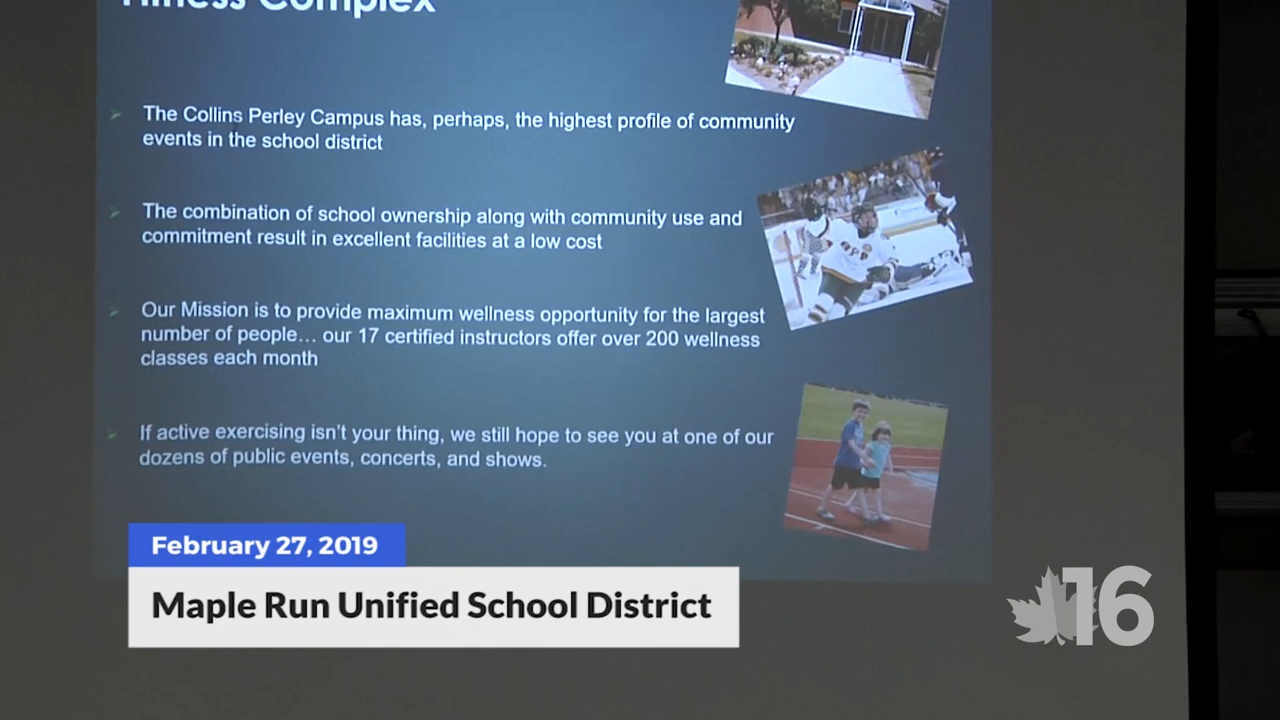 Fitness Complex
The Collins Perley Campus has, perhaps, the highest profile of community
events in the school district
The combination of school ownership along with community use and
commitment result in excellent facilities at a low cost
Our Mission is to provide maximum wellness opportunity for the largest
number of people… our 17 certified instructors offer over 200 wellness
classes each month
If active exercising isn't your thing, we still hope to see you at one of our
dozens of public events, concerts, and shows.
February 27, 2019
Maple Run Unified School District
16